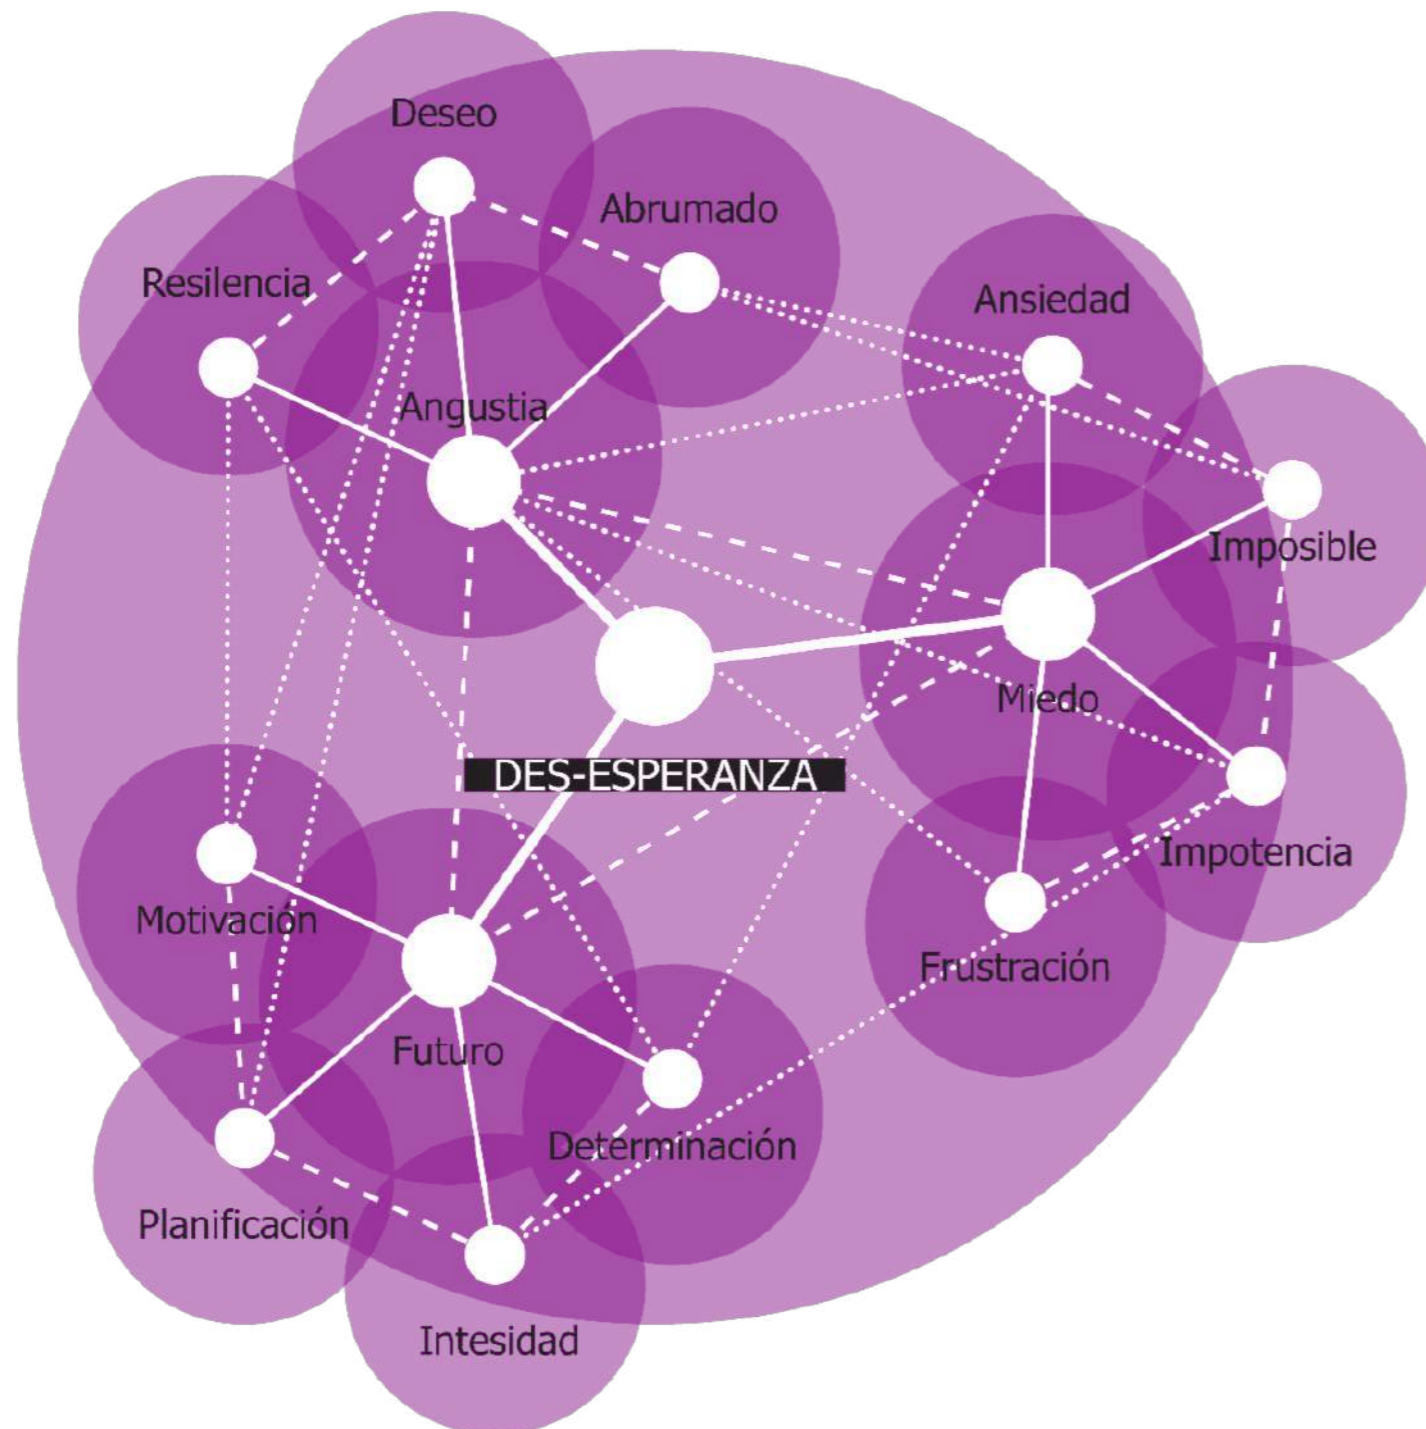 Deseo
Abrumado
Resilencia
Ansiedad
Angustia
Imposible
Miedo
DES-ESPERANZA
Impotencia
Motivación
Frustración
Futuro
Determinación
Planificación
Intesidad